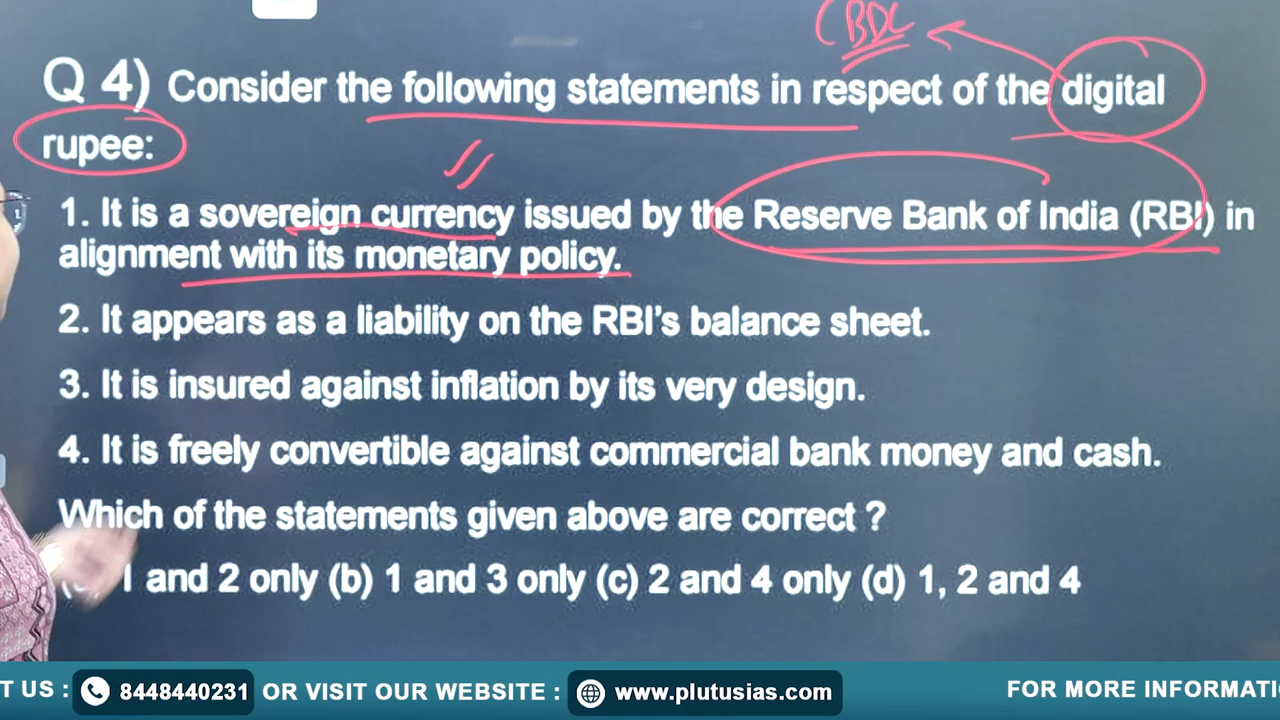 CBDC
Q 4) Consider the following statements in respect of the digital
rupee:
1. It is a sovereign currency issued by the Reserve Bank of India (RBI) in
alignment with its monetary policy.
2. It appears as a liability on the RBI's balance sheet.
3. It is insured against inflation by its very design.
4. It is freely convertible against commercial bank money and cash.
Which of the statements given above are correct ?
1 and 2 only (b) 1 and 3 only (c) 2 and 4 only (d) 1, 2 and 4
T US : 8448440231 OR VISIT OUR WEBSITE : www.plutusias.com FOR MORE INFORMATI